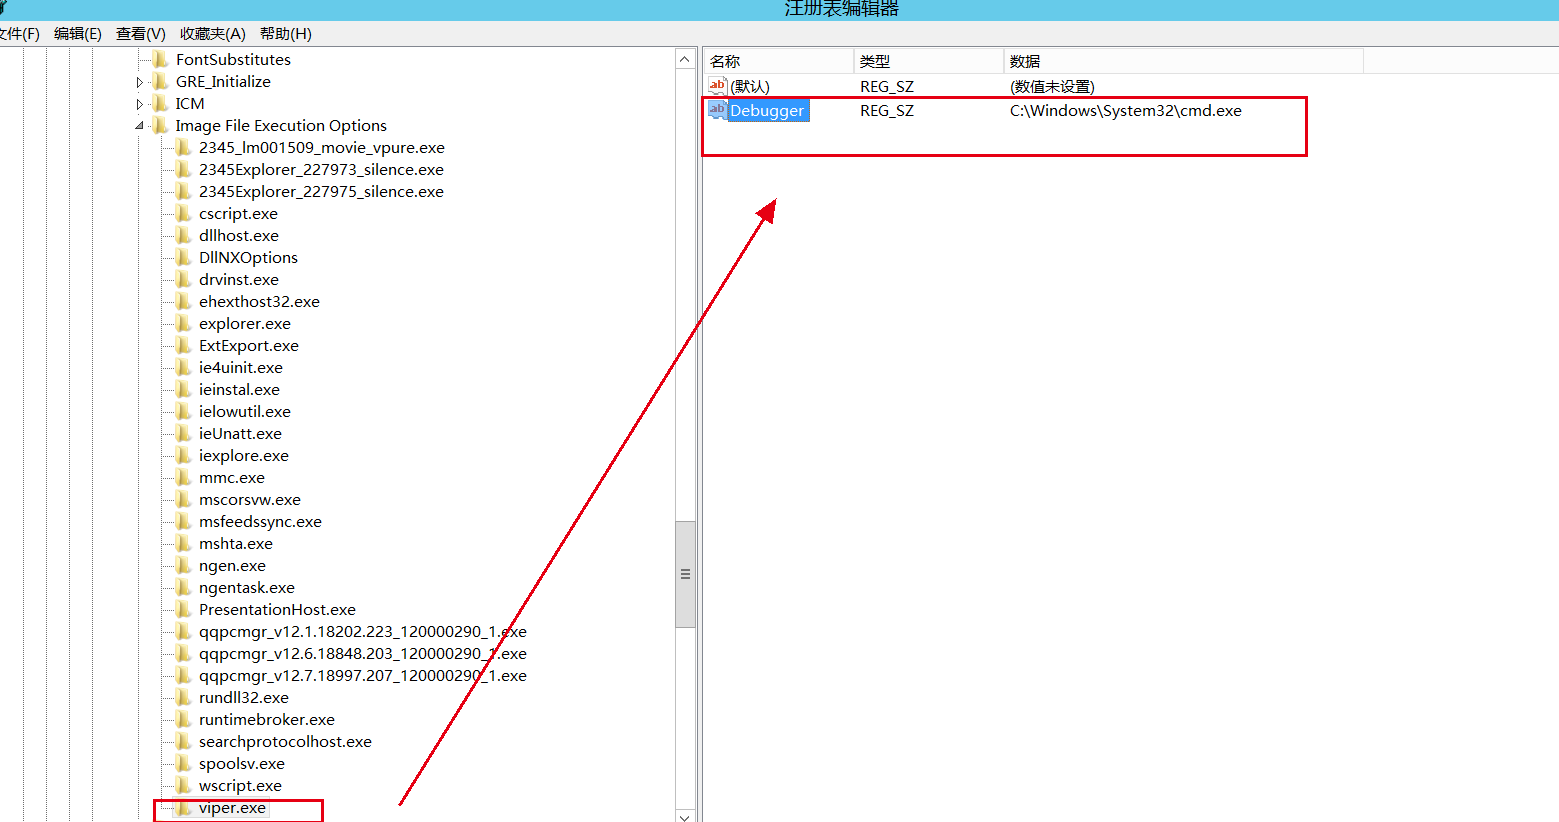 注册表编辑器
文件(F) 编辑(E) 查看(V) 收藏夹(A) 帮助(H)
FontSubstitutes
GRE_Initialize
ICM
Image File Execution Options
2345_lm001509_movie_vpure.exe
2345Explorer_227973_silence.exe
2345Explorer_227975_silence.exe
cscript.exe
dllhost.exe
DllNXOptions
drvinst.exe
ehexthost32.exe
explorer.exe
ExtExport.exe
ie4uinit.exe
ieinstal.exe
ielowutil.exe
ieUnatt.exe
iexplore.exe
mmc.exe
mscorsvw.exe
msfeedssync.exe
mshta.exe
ngen.exe
ngentask.exe
PresentationHost.exe
qqpcmgr_v12.1.18202.223_120000290_1.exe
qqpcmgr_v12.6.18848.203_120000290_1.exe
qqpcmgr_v12.7.18997.207_120000290_1.exe
rundll32.exe
runtimebroker.exe
searchprotocolhost.exe
spoolsv.exe
wscript.exe
viper.exe
名称 类型 数据
ab (默认) REG_SZ (数值未设置)
ab Debugger REG_SZ C:\Windows\System32\cmd.exe